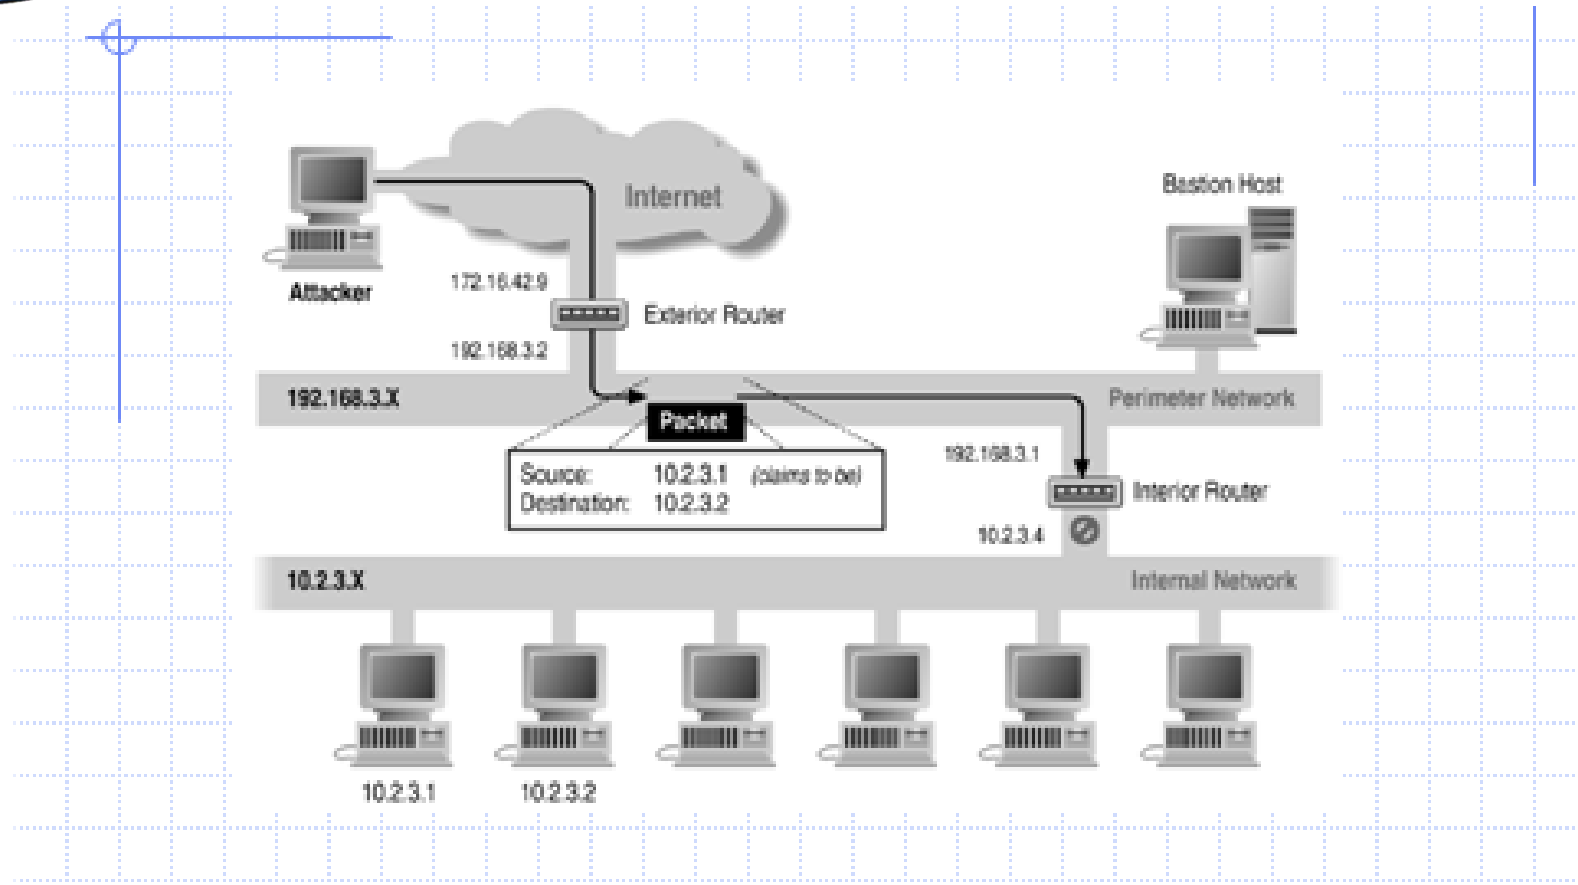 Internet
Bastion Host
Attacker
172.16.42.9
Exterior Router
192.168.3.2
192.168.3.X
Perimeter Network
Packet
192.168.3.1
Source: 10.2.3.1 (claims to be)
Destination: 10.2.3.2
Interior Router
10.2.3.4
10.2.3.X
Internal Network
10.2.3.1
10.2.3.2